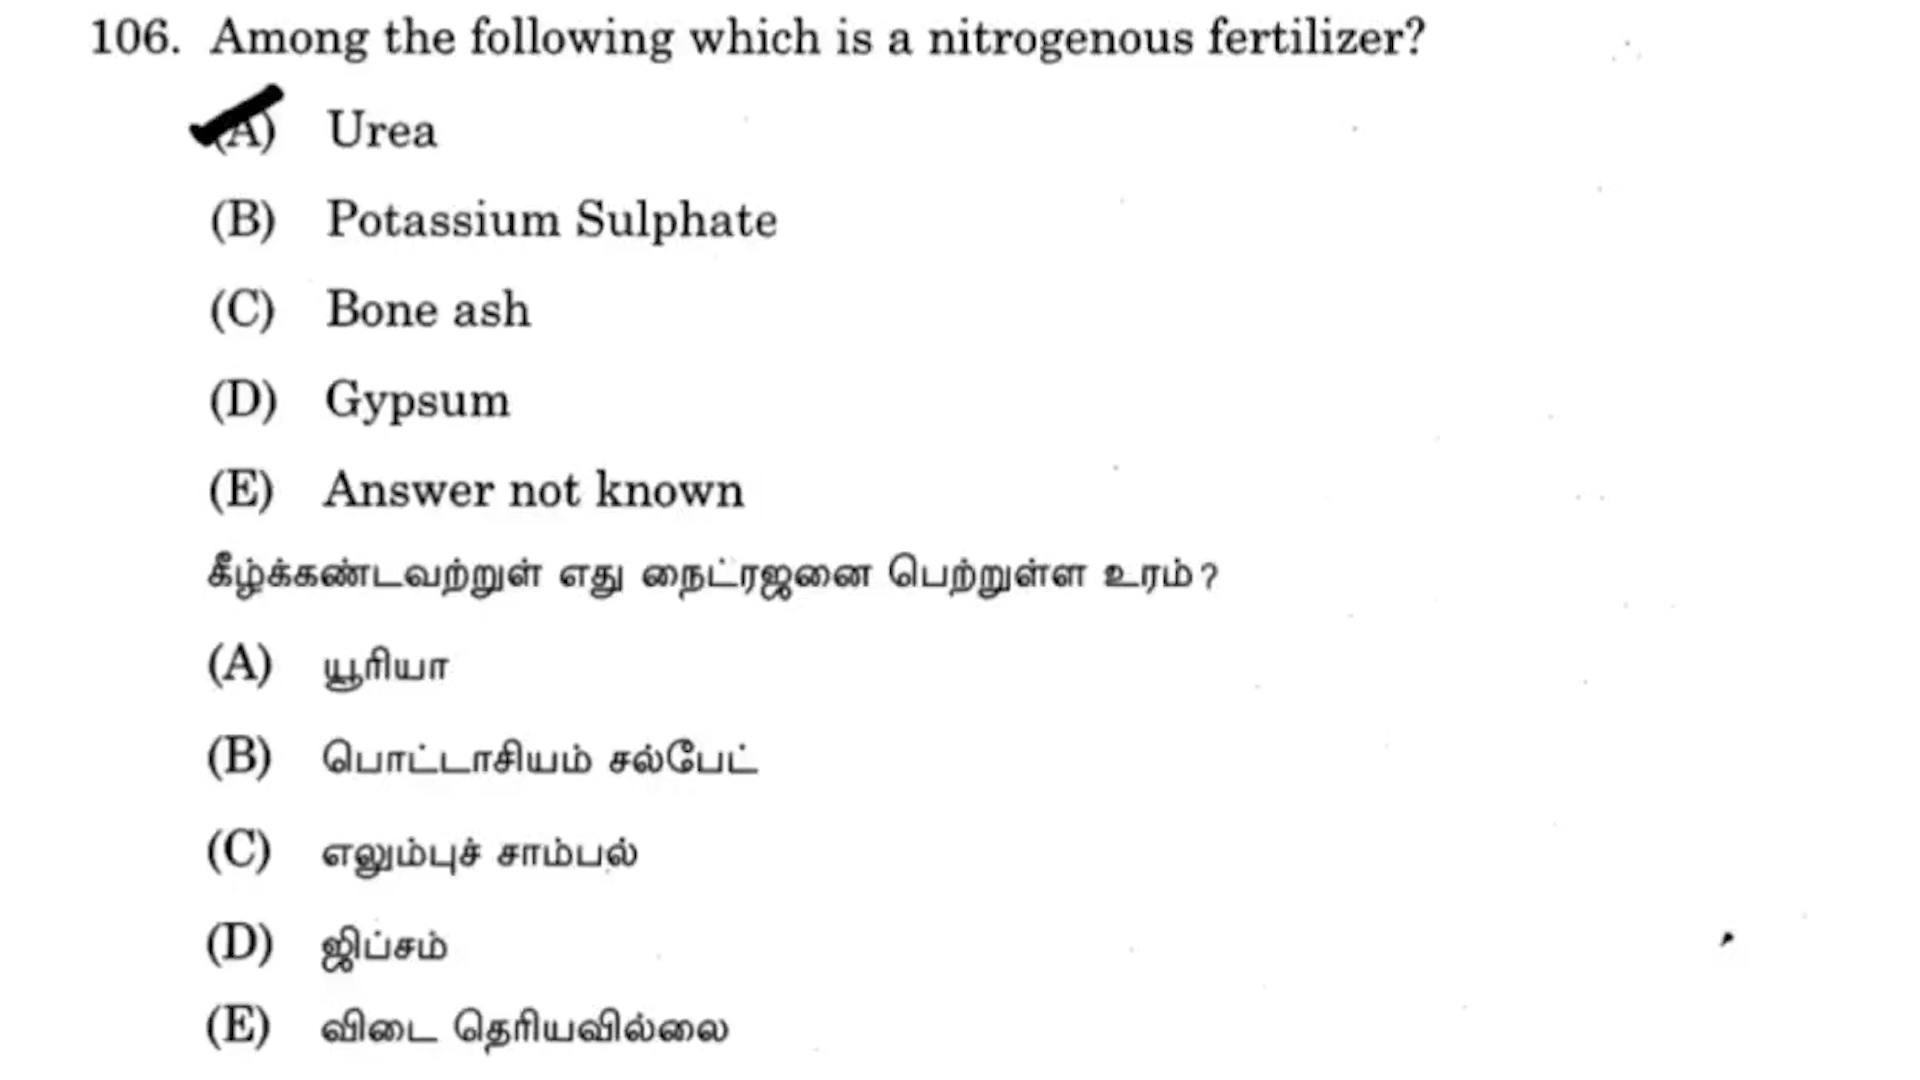 106. Among the following which is a nitrogenous fertilizer?
(A) Urea
(B) Potassium Sulphate
(C) Bone ash
(D) Gypsum
(E) Answer not known
கீழ்க்கண்டவற்றுள் எது நைட்ரஜனை பெற்றுள்ள உரம்?
(A) யூரியா
(B) பொட்டாசியம் சல்பேட்
(C) எலும்புச் சாம்பல்
(D) ஜிப்சம்
(E) விடை தெரியவில்லை